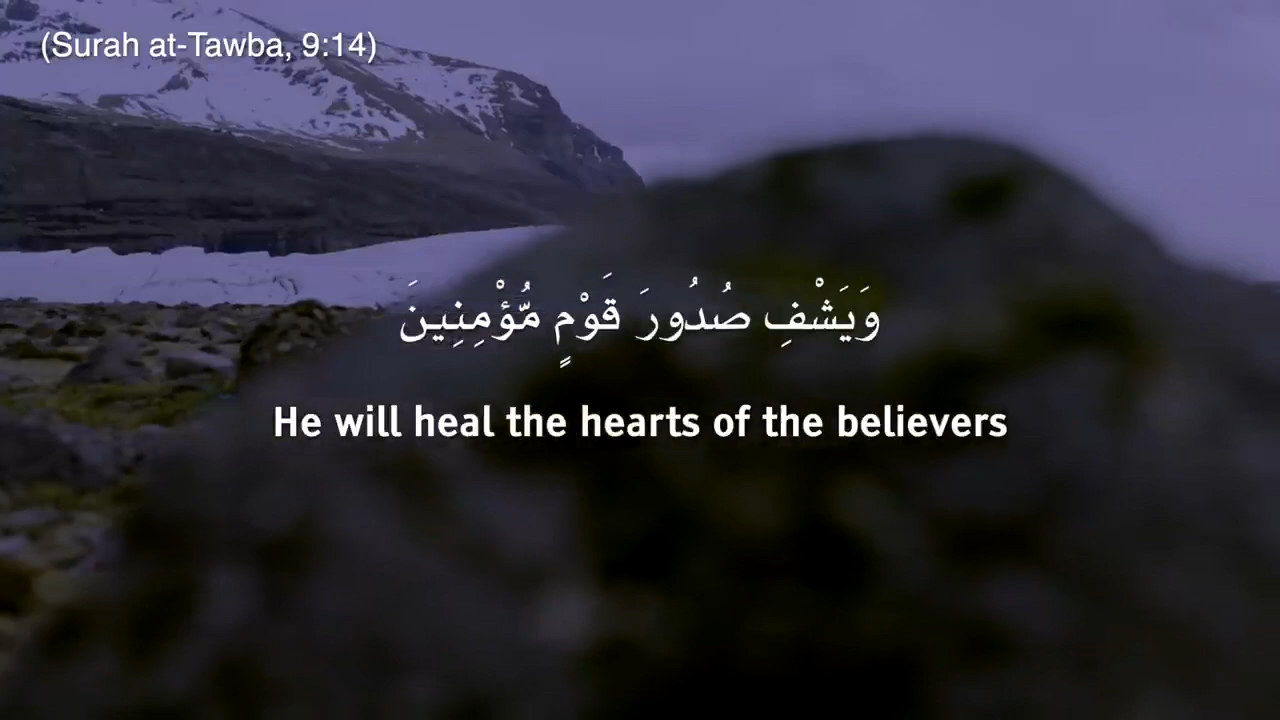 (Surah at-Tawba, 9:14)
وَيَشْفِ صُدُورَ قَوْمٍ مُّؤْمِنِينَ
He will heal the hearts of the believers